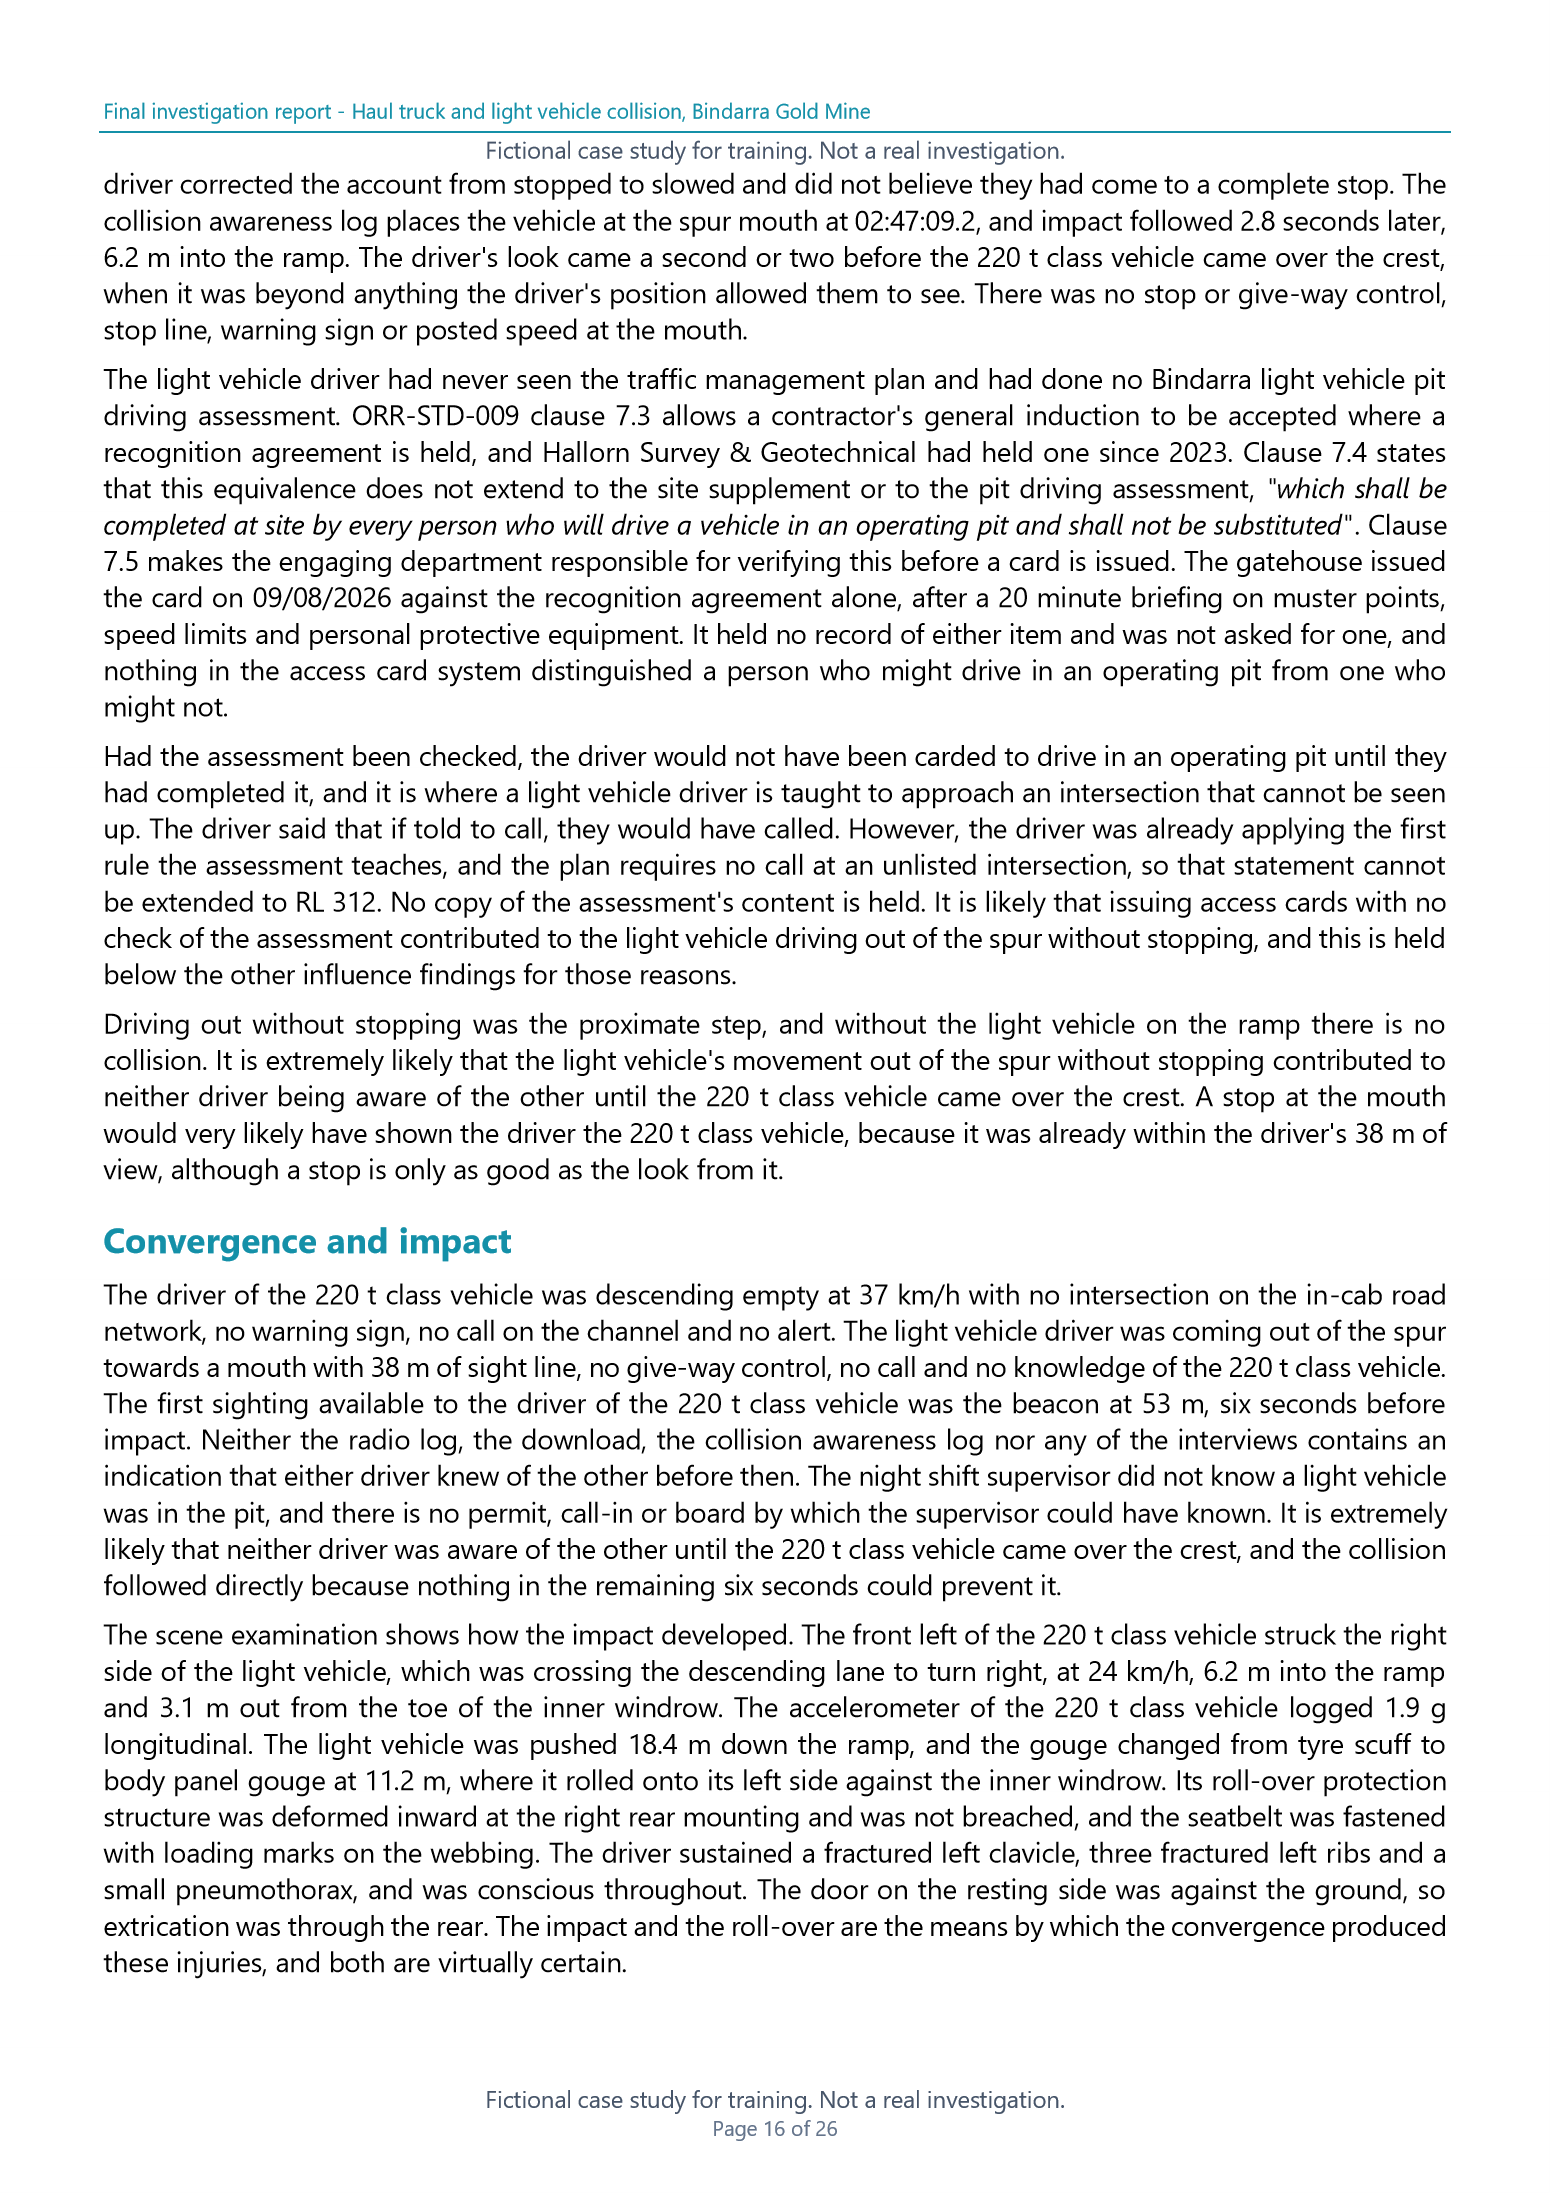 Final investigation report - Haul truck and light vehicle collision, Bindarra Gold Mine
Fictional case study for training. Not a real investigation.
driver corrected the account from stopped to slowed and did not believe they had come to a complete stop. The
collision awareness log places the vehicle at the spur mouth at 02:47:09.2, and impact followed 2.8 seconds later,
6.2 m into the ramp. The driver's look came a second or two before the 220 t class vehicle came over the crest,
when it was beyond anything the driver's position allowed them to see. There was no stop or give-way control,
stop line, warning sign or posted speed at the mouth.
The light vehicle driver had never seen the traffic management plan and had done no Bindarra light vehicle pit
driving assessment. ORR-STD-009 clause 7.3 allows a contractor's general induction to be accepted where a
recognition agreement is held, and Hallorn Survey & Geotechnical had held one since 2023. Clause 7.4 states
that this equivalence does not extend to the site supplement or to the pit driving assessment, "which shall be
completed at site by every person who will drive a vehicle in an operating pit and shall not be substituted". Clause
7.5 makes the engaging department responsible for verifying this before a card is issued. The gatehouse issued
the card on 09/08/2026 against the recognition agreement alone, after a 20 minute briefing on muster points,
speed limits and personal protective equipment. It held no record of either item and was not asked for one, and
nothing in the access card system distinguished a person who might drive in an operating pit from one who
might not.
Had the assessment been checked, the driver would not have been carded to drive in an operating pit until they
had completed it, and it is where a light vehicle driver is taught to approach an intersection that cannot be seen
up. The driver said that if told to call, they would have called. However, the driver was already applying the first
rule the assessment teaches, and the plan requires no call at an unlisted intersection, so that statement cannot
be extended to RL 312. No copy of the assessment's content is held. It is likely that issuing access cards with no
check of the assessment contributed to the light vehicle driving out of the spur without stopping, and this is held
below the other influence findings for those reasons.
Driving out without stopping was the proximate step, and without the light vehicle on the ramp there is no
collision. It is extremely likely that the light vehicle's movement out of the spur without stopping contributed to
neither driver being aware of the other until the 220 t class vehicle came over the crest. A stop at the mouth
would very likely have shown the driver the 220 t class vehicle, because it was already within the driver's 38 m of
view, although a stop is only as good as the look from it.
Convergence and impact
The driver of the 220 t class vehicle was descending empty at 37 km/h with no intersection on the in-cab road
network, no warning sign, no call on the channel and no alert. The light vehicle driver was coming out of the spur
towards a mouth with 38 m of sight line, no give-way control, no call and no knowledge of the 220 t class vehicle.
The first sighting available to the driver of the 220 t class vehicle was the beacon at 53 m, six seconds before
impact. Neither the radio log, the download, the collision awareness log nor any of the interviews contains an
indication that either driver knew of the other before then. The night shift supervisor did not know a light vehicle
was in the pit, and there is no permit, call-in or board by which the supervisor could have known. It is extremely
likely that neither driver was aware of the other until the 220 t class vehicle came over the crest, and the collision
followed directly because nothing in the remaining six seconds could prevent it.
The scene examination shows how the impact developed. The front left of the 220 t class vehicle struck the right
side of the light vehicle, which was crossing the descending lane to turn right, at 24 km/h, 6.2 m into the ramp
and 3.1 m out from the toe of the inner windrow. The accelerometer of the 220 t class vehicle logged 1.9 g
longitudinal. The light vehicle was pushed 18.4 m down the ramp, and the gouge changed from tyre scuff to
body panel gouge at 11.2 m, where it rolled onto its left side against the inner windrow. Its roll-over protection
structure was deformed inward at the right rear mounting and was not breached, and the seatbelt was fastened
with loading marks on the webbing. The driver sustained a fractured left clavicle, three fractured left ribs and a
small pneumothorax, and was conscious throughout. The door on the resting side was against the ground, so
extrication was through the rear. The impact and the roll-over are the means by which the convergence produced
these injuries, and both are virtually certain.
Fictional case study for training. Not a real investigation.
Page 16 of 26